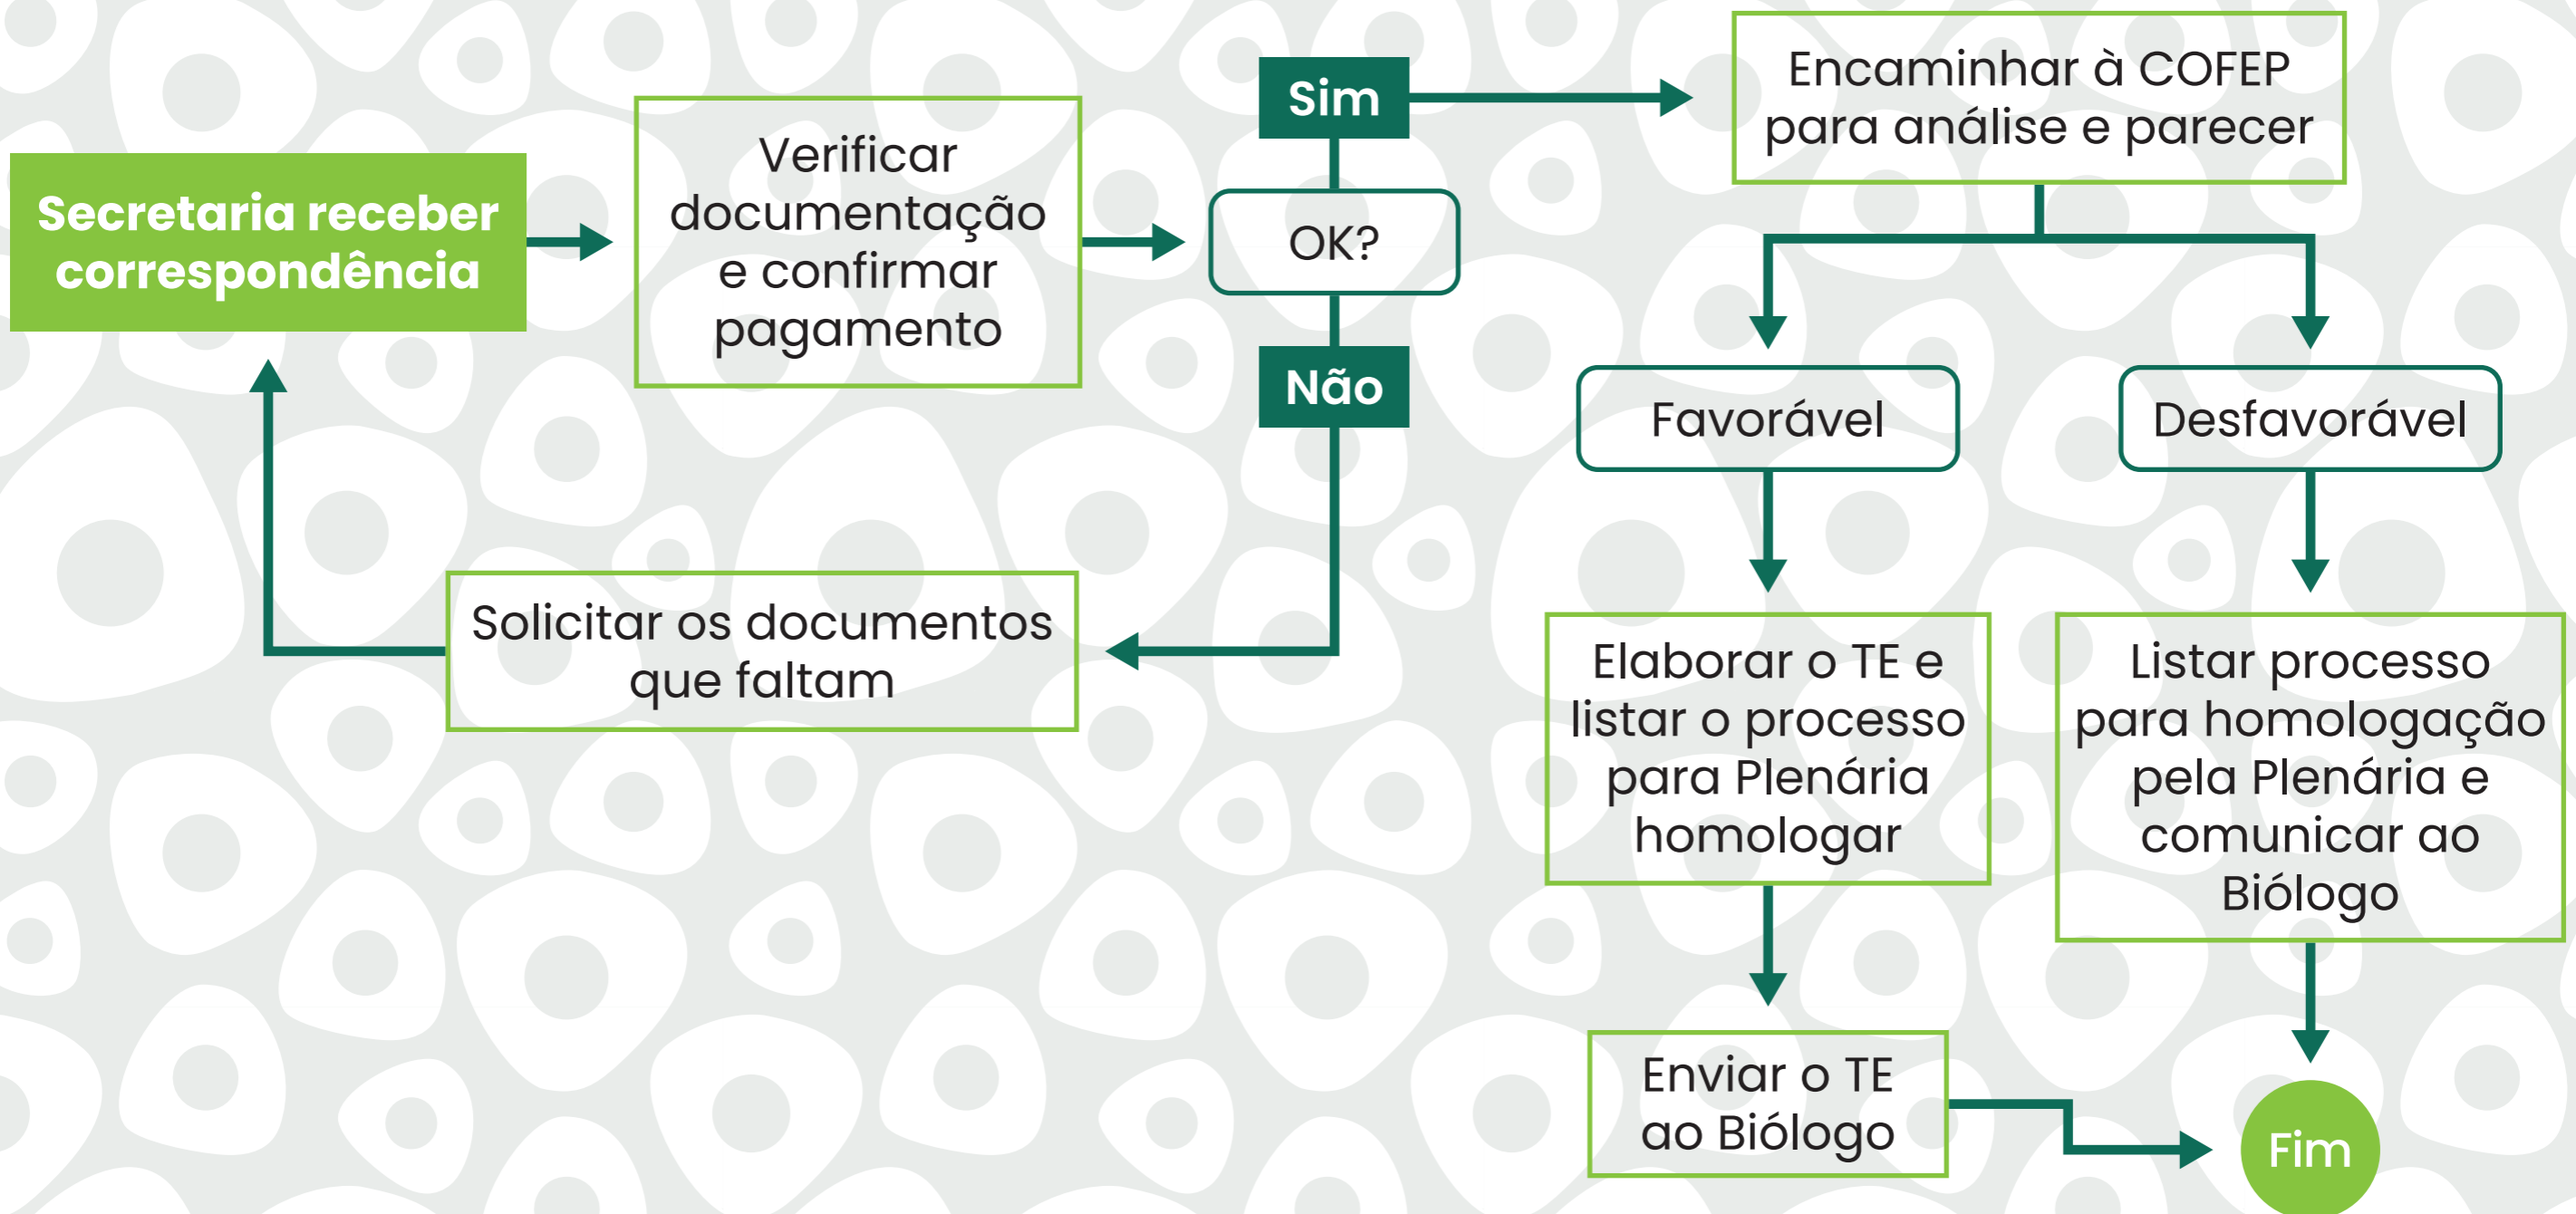 Secretaria receber
correspondência
Verificar
documentação
e confirmar
pagamento
Sim
OK?
Não
Solicitar os documentos
que faltam
Encaminhar à COFEP
para análise e parecer
Favorável
Desfavorável
Elaborar o TE e
listar o processo
para Plenária
homologar
Listar processo
para homologação
pela Plenária e
comunicar ao
Biólogo
Enviar o TE
ao Biólogo
Fim